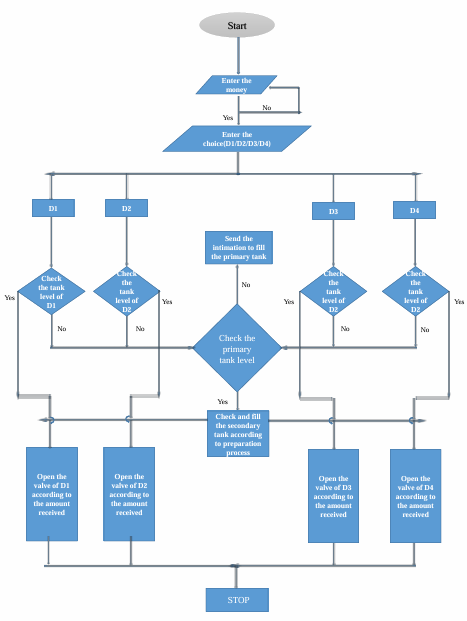 Start
Enter the
money
No
Yes
Enter the
choice(D1/D2/D3/D4)
D1
D2
D3
D4
Send the
intimation to fill
the primary tank
Check
the tank
level of
D1
Check
the
tank
level of
D2
Check
the
tank
level of
D2
Check
the
tank
level of
D2
Yes
Yes
No
Yes
Yes
No
No
No
No
Check the
primary
tank level
Yes
Check and fill
the secondary
tank according
to preparation
process
Open the
valve of D1
according to
the amount
received
Open the
valve of D2
according to
the amount
received
Open the
valve of D3
according to
the amount
received
Open the
valve of D4
according to
the amount
received
STOP